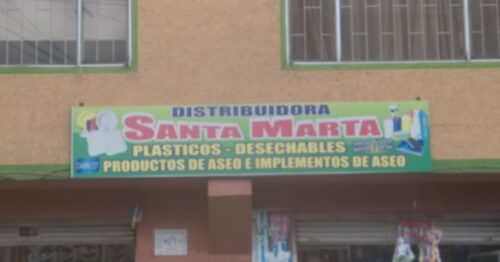 DISTRIBUIDORA
SANTA MARTA
PLASTICOS - DESECHABLES
PRODUCTOS DE ASEO E IMPLEMENTOS DE ASEO